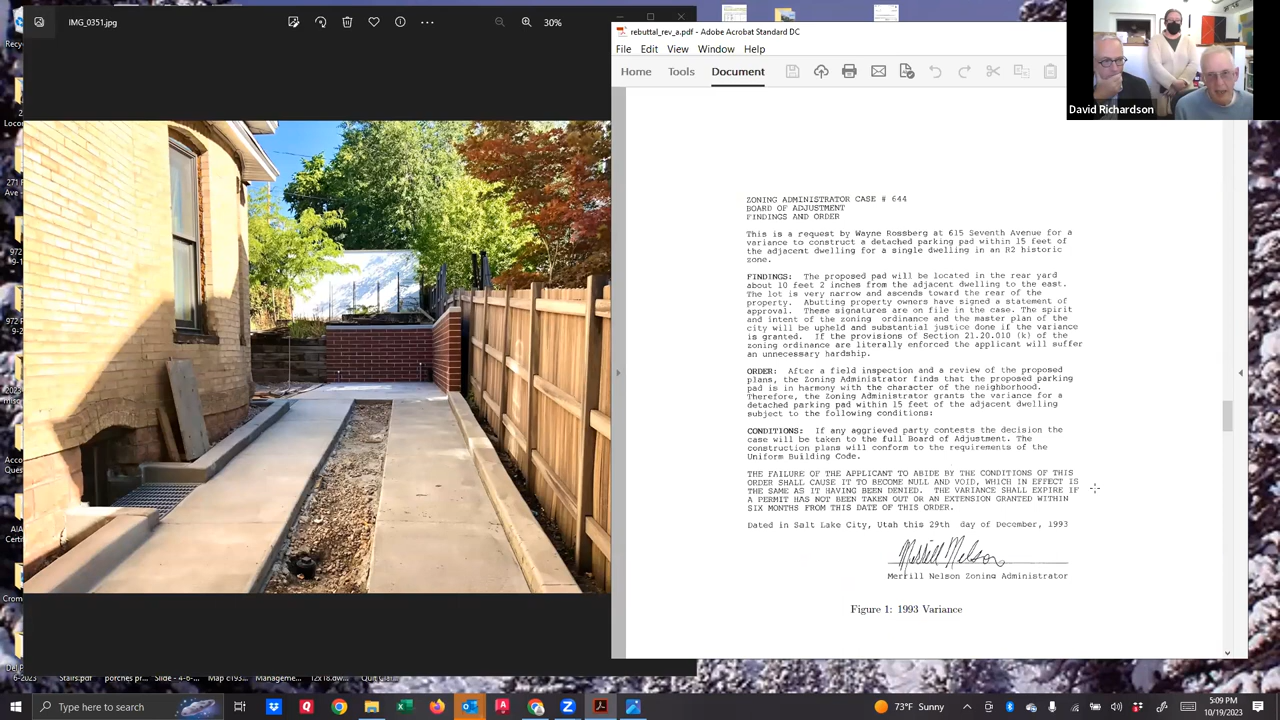 IMG_0351.jpg
30%
rebuttal_rev_a.pdf - Adobe Acrobat Standard DC
File Edit View Window Help
Home Tools Document
David Richardson
ZONING ADMINISTRATOR CASE # 644
BOARD OF ADJUSTMENT
FINDINGS AND ORDER
This is a request by Wayne Rossberg at 615 Seventh Avenue for a
variance to construct a detached parking pad within 15 feet of
the adjacent dwelling for a single dwelling in an R2 historic
zone.
FINDINGS: The proposed pad will be located in the rear yard
about 10 feet 2 inches from the adjacent dwelling to the east.
The lot is very narrow and ascends toward the rear of the
property. Abutting property owners have signed a statement of
approval. These signatures are on file in the case. The spirit
and intent of the zoning ordinance and the master plan of the
city will be upheld and substantial justice done if the variance
is granted. If the provisions of Section 21.20.010 (k) of the
zoning ordinance are literally enforced the applicant will suffer
an unnecessary hardship.
ORDER: After a field inspection and a review of the proposed
plans, the Zoning Administrator finds that the proposed parking
pad is in harmony with the character of the neighborhood.
Therefore, the Zoning Administrator grants the variance for a
detached parking pad within 15 feet of the adjacent dwelling
subject to the following conditions:
CONDITIONS: If any aggrieved party contests the decision the
case will be taken to the full Board of Adjustment. The
construction plans will conform to the requirements of the
Uniform Building Code.
THE FAILURE OF THE APPLICANT TO ABIDE BY THE CONDITIONS OF THIS
ORDER SHALL CAUSE IT TO BECOME NULL AND VOID, WHICH IN EFFECT IS
THE SAME AS IT HAVING BEEN DENIED. THE VARIANCE SHALL EXPIRE IF
A PERMIT HAS NOT BEEN TAKEN OUT OR AN EXTENSION GRANTED WITHIN
SIX MONTHS FROM THIS DATE OF THIS ORDER.
Dated in Salt Lake City, Utah this 29th day of December, 1993
Merrill Nelson
Merrill Nelson Zoning Administrator
Figure 1: 1993 Variance
6-2023 Stairs.pdf porches pr... Slide - 4-6-... Map c193... Management... 12x18.dw...
Type here to search
73°F Sunny
5:09 PM
10/19/2023